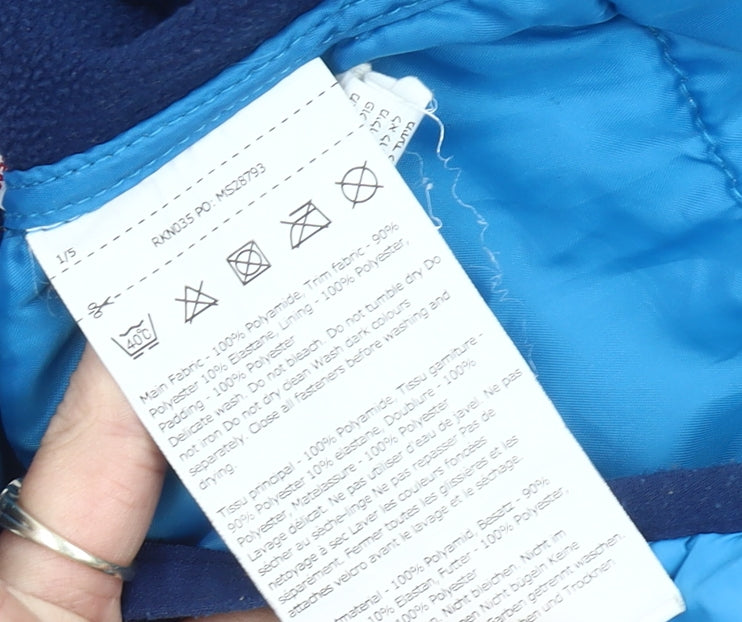 1/5
RKN035 PO: MS28793
40°C
Main Fabric - 100% Polyamide, Trim fabric - 90%
Polyester 10% Elastane, Lining - 100% Polyester,
Padding - 100% Polyester
Delicate wash. Do not bleach. Do not tumble dry Do
not iron Do not dry clean Wash dark colours
separately. Close all fasteners before washing and
drying.
Tissu principal - 100% Polyamide, Tissu garniture -
90% Polyester 10% elastane, Doublure - 100%
Polyester, Matelassure - 100% Polyester
Lavage délicat. Ne pas utiliser d'eau de javel. Ne pas
sécher au sèche-linge Ne pas repasser Pas de
nettoyage à sec Laver les couleurs foncées
séparément. Fermer toutes les glissières et les
attaches velcro avant le lavage et le séchage.
material - 100% Polyamid, Besatz - 90%
10% Elastan, Futter - 100% Polyester,
100% Polyester
Nicht bleichen. Nicht im
Nicht bügeln Keine
Farben getrennt waschen.
und Trocknen.